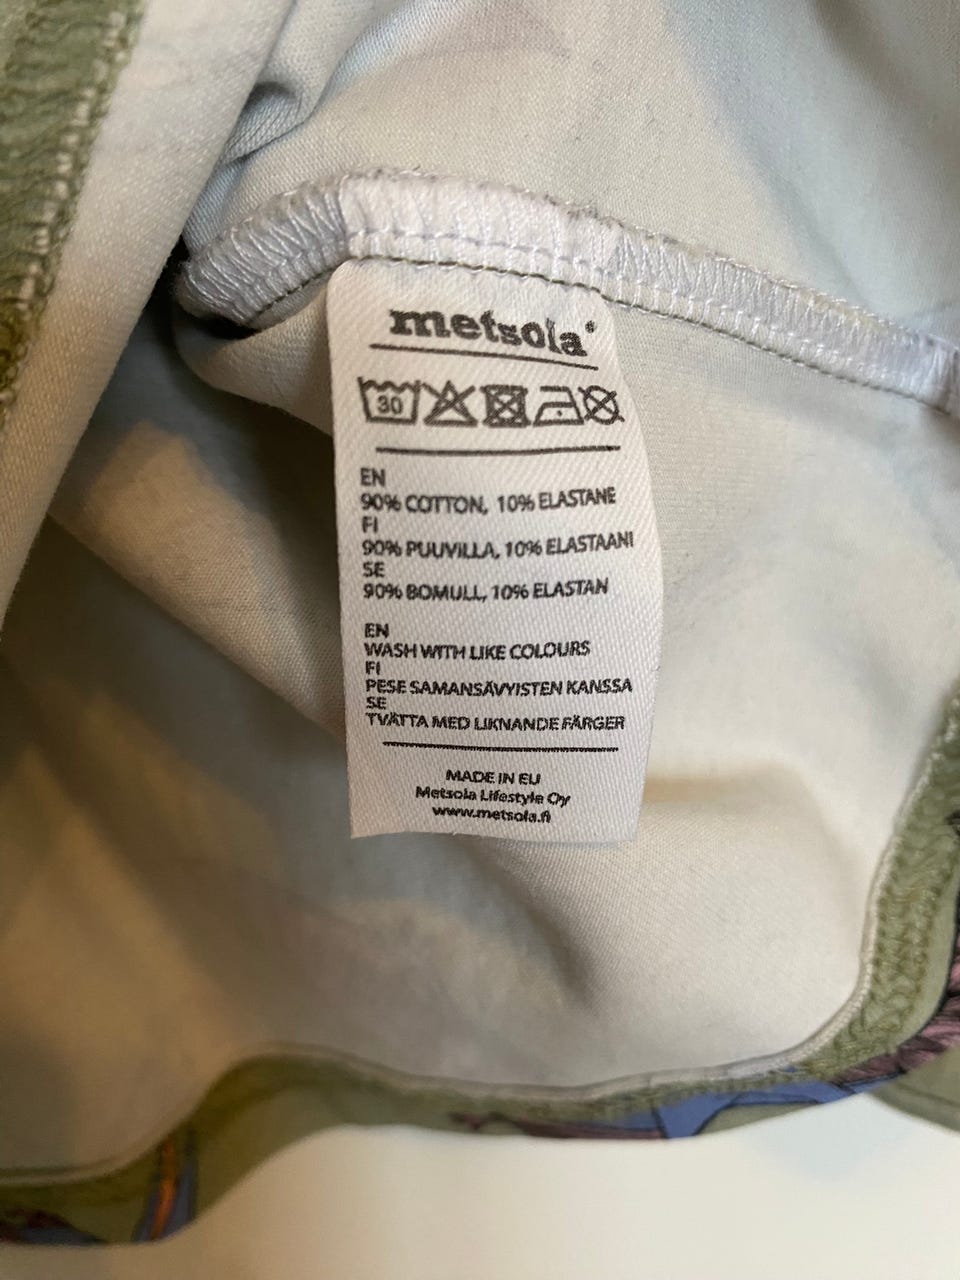 metsola
30
EN
90% COTTON, 10% ELASTANE
FI
90% PUUVILLA, 10% ELASTAANI
SE
90% BOMULL, 10% ELASTAN
EN
WASH WITH LIKE COLOURS
FI
PESE SAMANSÄVYISTEN KANSSA
SE
TVÄTTA MED LIKNANDE FÄRGER
MADE IN EU
Metsola Lifestyle Oy
www.metsola.fi